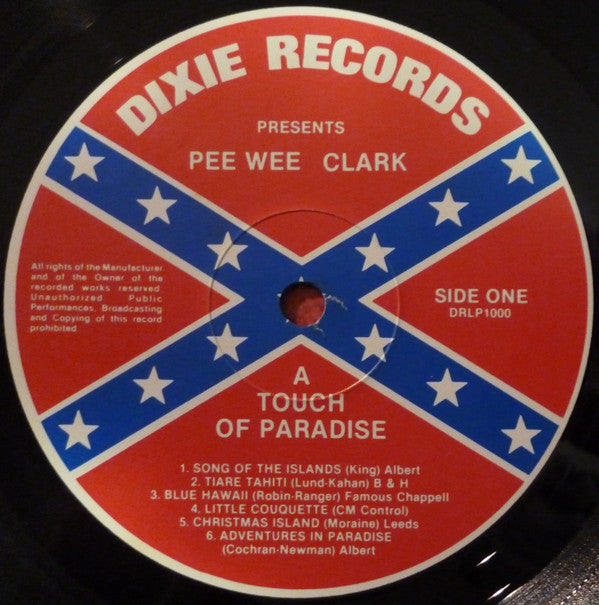 DIXIE RECORDS
PRESENTS
PEE WEE CLARK
All rights of the Manufacturer
and of the Owner of the
recorded works reserved.
Unauthorized Public
Performances, Broadcasting
and Copying of this record
prohibited.
SIDE ONE
DRLP1000
A
TOUCH
OF PARADISE
1. SONG OF THE ISLANDS (King) Albert
2. TIARE TAHITI (Lund-Kahan) B & H
3. BLUE HAWAII (Robin-Ranger) Famous Chappell
4. LITTLE COUQUETTE (CM Control)
5. CHRISTMAS ISLAND (Moraine) Leeds
6. ADVENTURES IN PARADISE
(Cochran-Newman) Albert